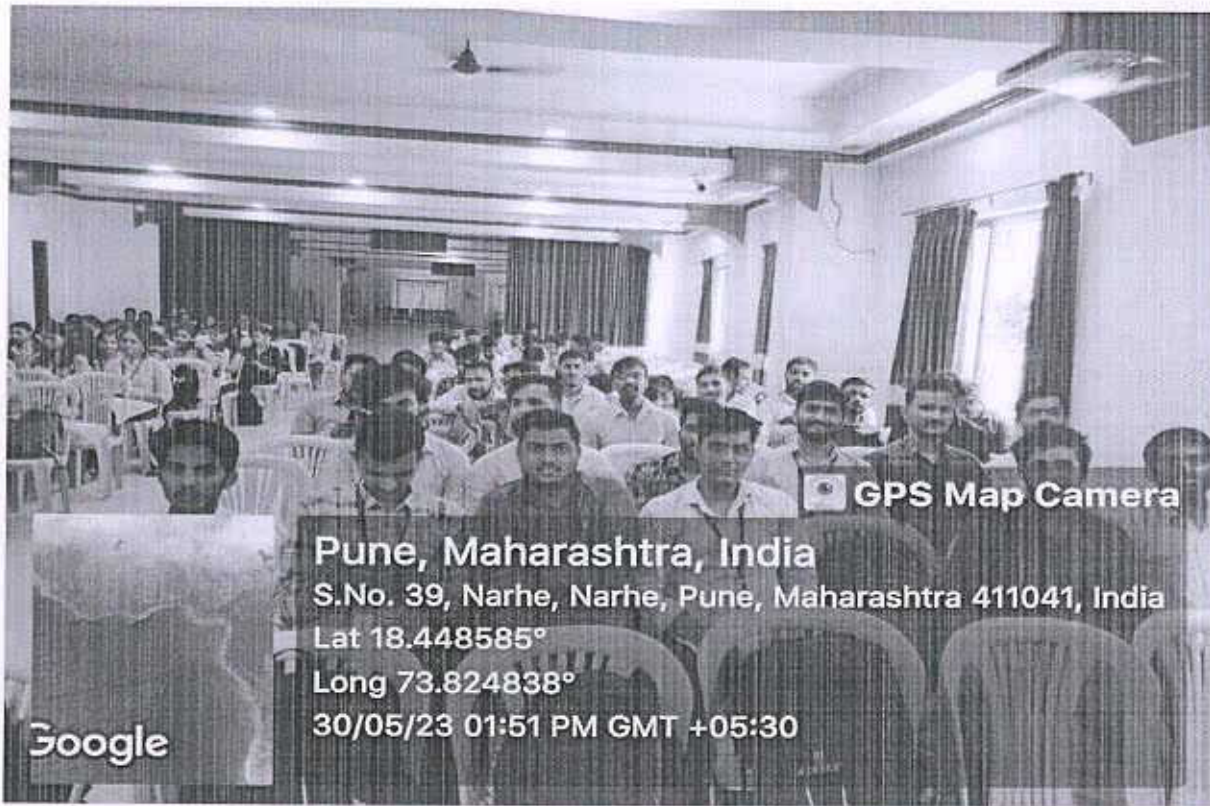 GPS Map Camera
Pune, Maharashtra, India
S.No. 39, Narhe, Narhe, Pune, Maharashtra 411041, India
Lat 18.448585°
Long 73.824838°
30/05/23 01:51 PM GMT +05:30
Google